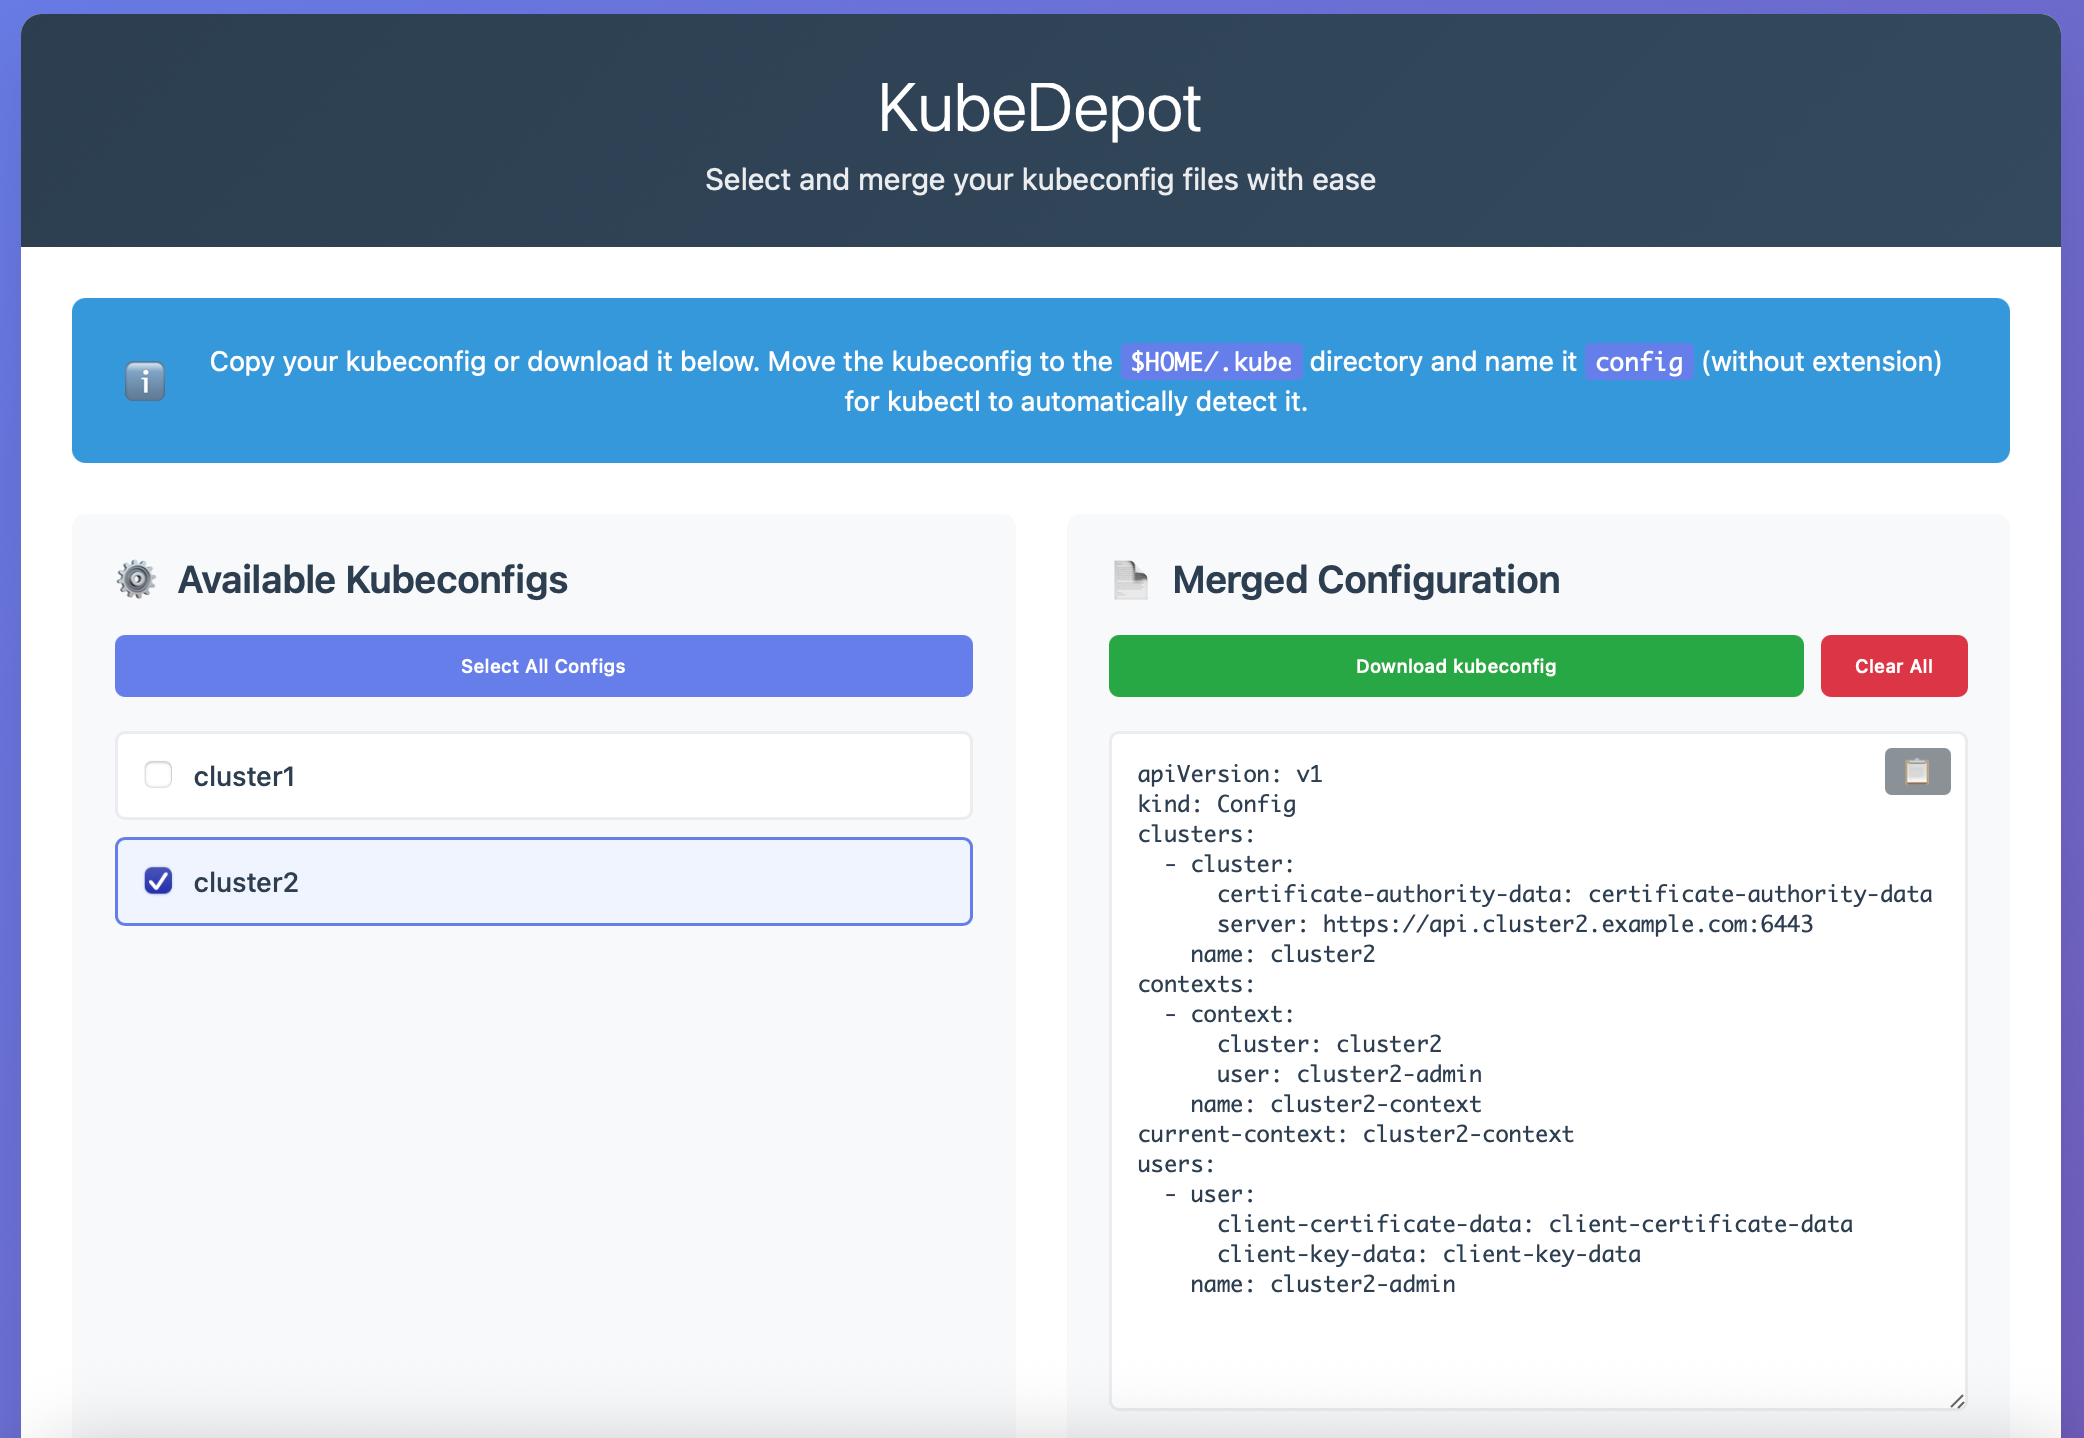 KubeDepot
Select and merge your kubeconfig files with ease
Copy your kubeconfig or download it below. Move the kubeconfig to the $HOME/.kube directory and name it config (without extension)
for kubectl to automatically detect it.
Available Kubeconfigs
Select All Configs
cluster1
cluster2
Merged Configuration
Download kubeconfig
Clear All
apiVersion: v1
kind: Config
clusters:
  - cluster:
      certificate-authority-data: certificate-authority-data
      server: https://api.cluster2.example.com:6443
    name: cluster2
contexts:
  - context:
      cluster: cluster2
      user: cluster2-admin
    name: cluster2-context
current-context: cluster2-context
users:
  - user:
      client-certificate-data: client-certificate-data
      client-key-data: client-key-data
    name: cluster2-admin